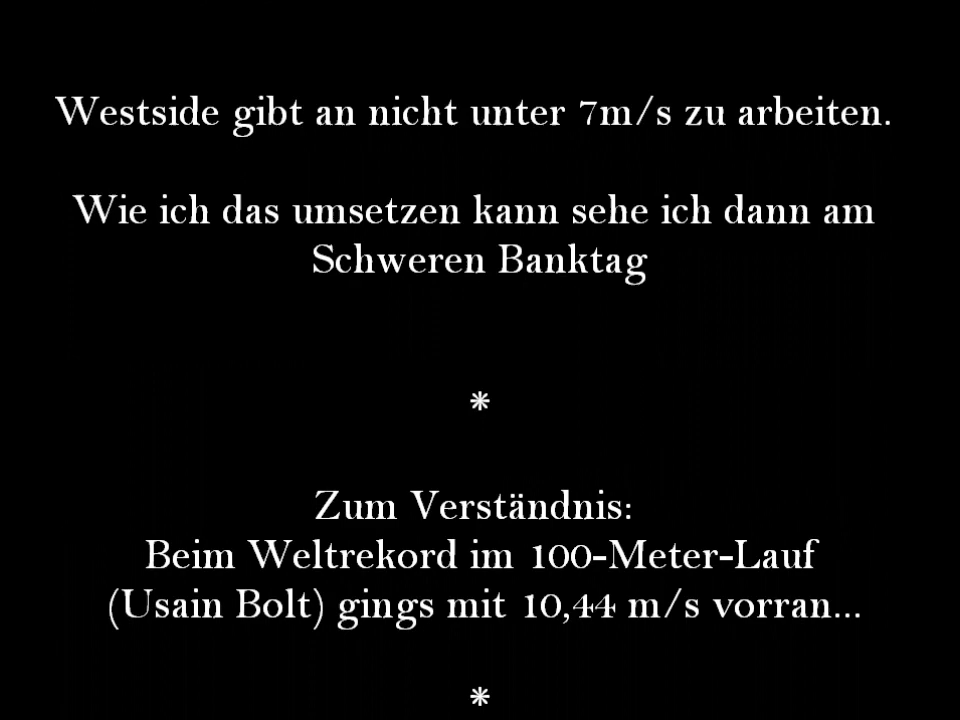 Westside gibt an nicht unter 7m/s zu arbeiten.
Wie ich das umsetzen kann sehe ich dann am
Schweren Banktag
*
Zum Verständnis:
Beim Weltrekord im 100-Meter-Lauf
(Usain Bolt) gings mit 10,44 m/s vorran...
*